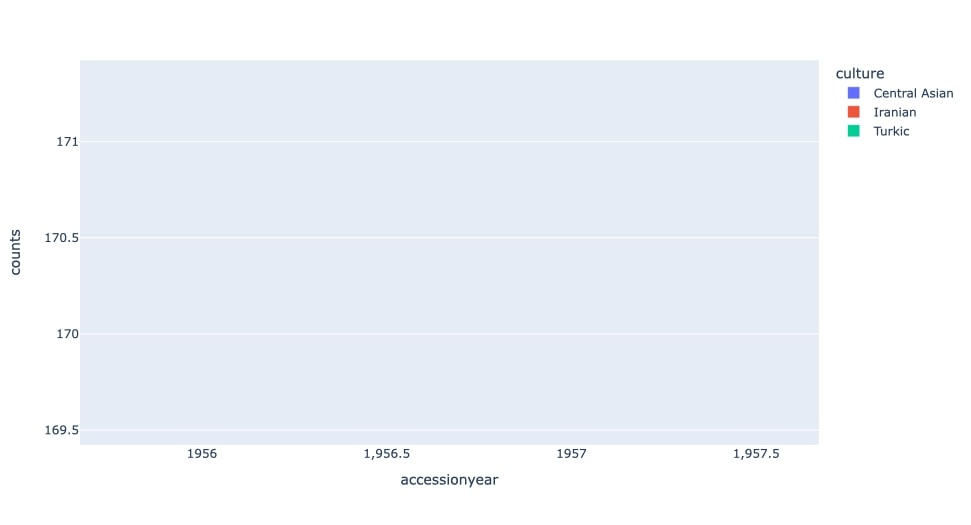 culture
Central Asian
Iranian
Turkic
171
170.5
170
169.5
counts
1956
1,956.5
1957
1,957.5
accessionyear